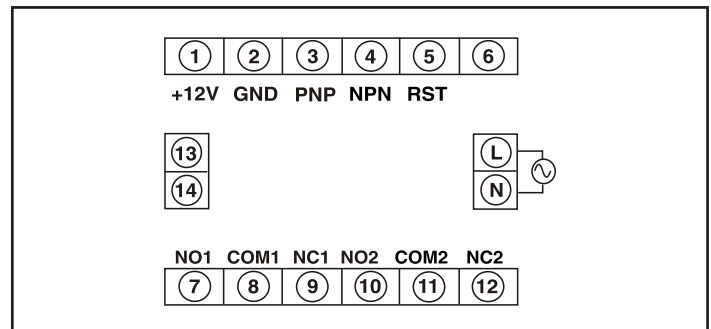 1 2 3 4 5 6
+12V GND PNP NPN RST
13 L
14 N
NO1 COM1 NC1 NO2 COM2 NC2
7 8 9 10 11 12